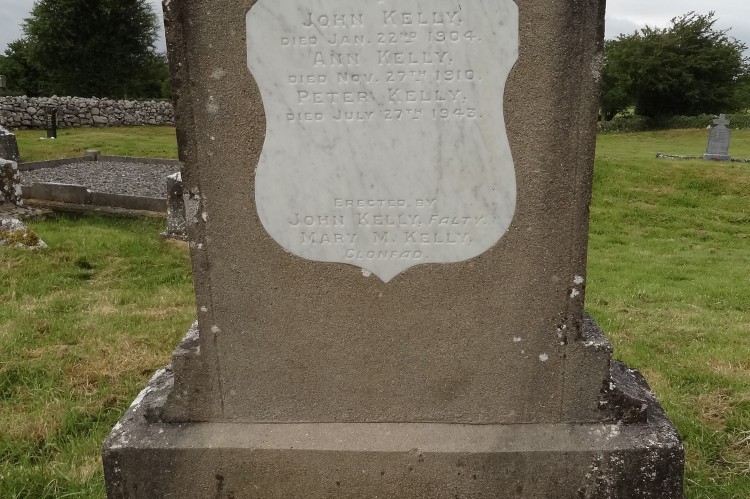 John Kelly.
Died Jan. 22nd 1904.
Ann Kelly.
Died Nov. 27th 1910.
Peter Kelly.
Died July 27th 1943.
Erected by
John Kelly, Falty.
Mary M. Kelly,
Clonfad.